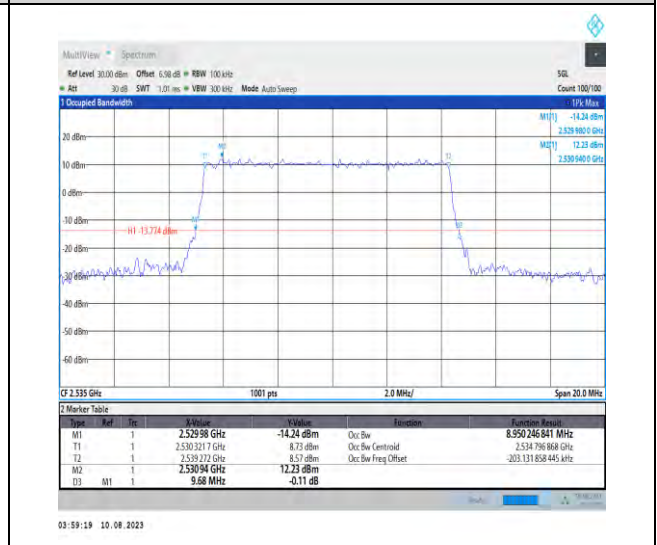 MultiView Spectrum
Ref Level 30.00 dBm Offset 6.98 dB RBW 100 kHz SGL
Att 30 dB SWT 1.01 ms VBW 300 kHz Mode Auto Sweep Count 100/100
1 Occupied Bandwidth 1Pk Max
M1[1] -14.24 dBm
2.529 980 0 GHz
M2[1] 12.23 dBm
2.530 940 0 GHz
20 dBm
M2
T1 T2
10 dBm
0 dBm
-10 dBm
H1 -13.774 dBm
-20 dBm
-30 dBm
-40 dBm
-50 dBm
-60 dBm
CF 2.535 GHz 1001 pts 2.0 MHz/ Span 20.0 MHz
2 Marker Table
Type Ref Trc X-Value Y-Value Function Function Result
M1 1 2.529 98 GHz -14.24 dBm Occ Bw 8.950 246 841 MHz
T1 1 2.530 321 7 GHz 8.73 dBm Occ Bw Centroid 2.534 796 868 GHz
T2 1 2.539 272 GHz 8.57 dBm Occ Bw Freq Offset -203.131 858 445 kHz
M2 1 2.530 94 GHz 12.23 dBm
D3 M1 1 9.68 MHz -0.11 dB
03:59:19 10.08.2023